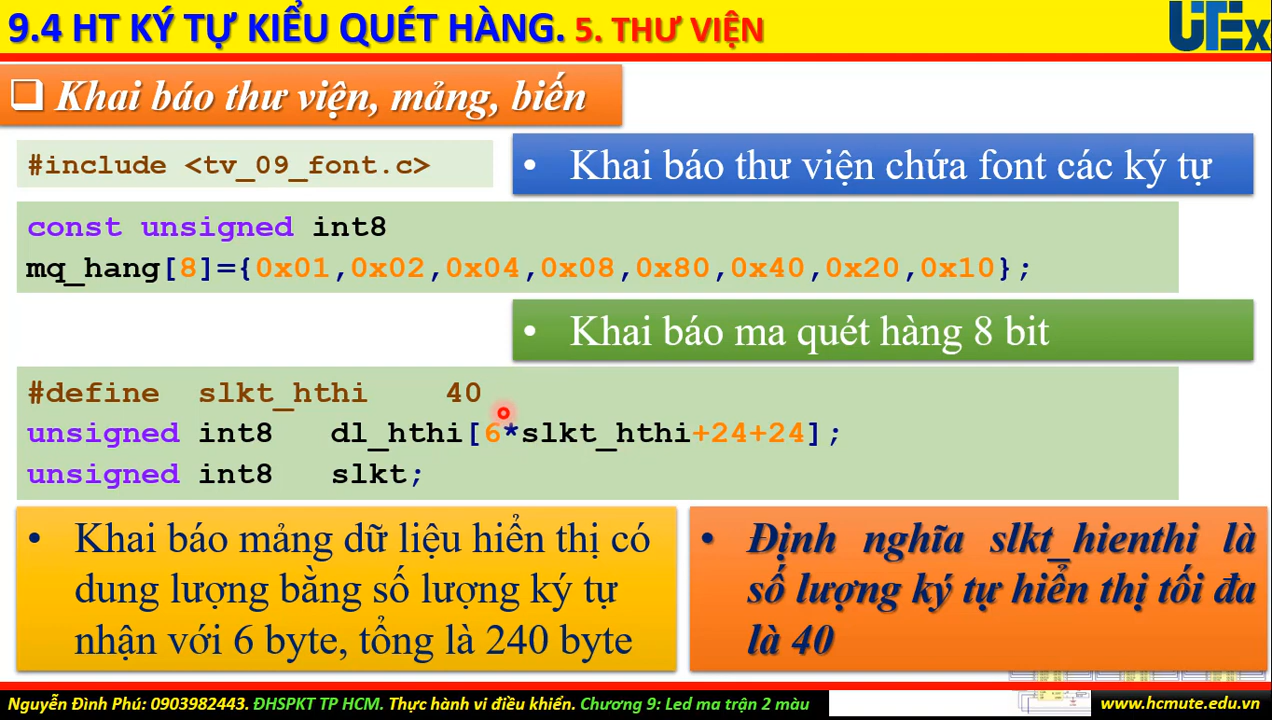 9.4 HT KÝ TỰ KIỂU QUÉT HÀNG. 5. THƯ VIỆN
UTEx
Khai báo thư viện, mảng, biến
#include <tv_09_font.c>
• Khai báo thư viện chứa font các ký tự
const unsigned int8
mq_hang[8]={0x01,0x02,0x04,0x08,0x80,0x40,0x20,0x10};
• Khai báo ma quét hàng 8 bit
#define slkt_hthi 40
unsigned int8 dl_hthi[6*slkt_hthi+24+24];
unsigned int8 slkt;
• Khai báo mảng dữ liệu hiển thị có
dung lượng bằng số lượng ký tự
nhận với 6 byte, tổng là 240 byte
• Định nghĩa slkt_hienthi là
số lượng ký tự hiển thị tối đa
là 40
Nguyễn Đình Phú: 0903982443. ĐHSPKT TP HCM. Thực hành vi điều khiển. Chương 9: Led ma trận 2 màu
www.hcmute.edu.vn